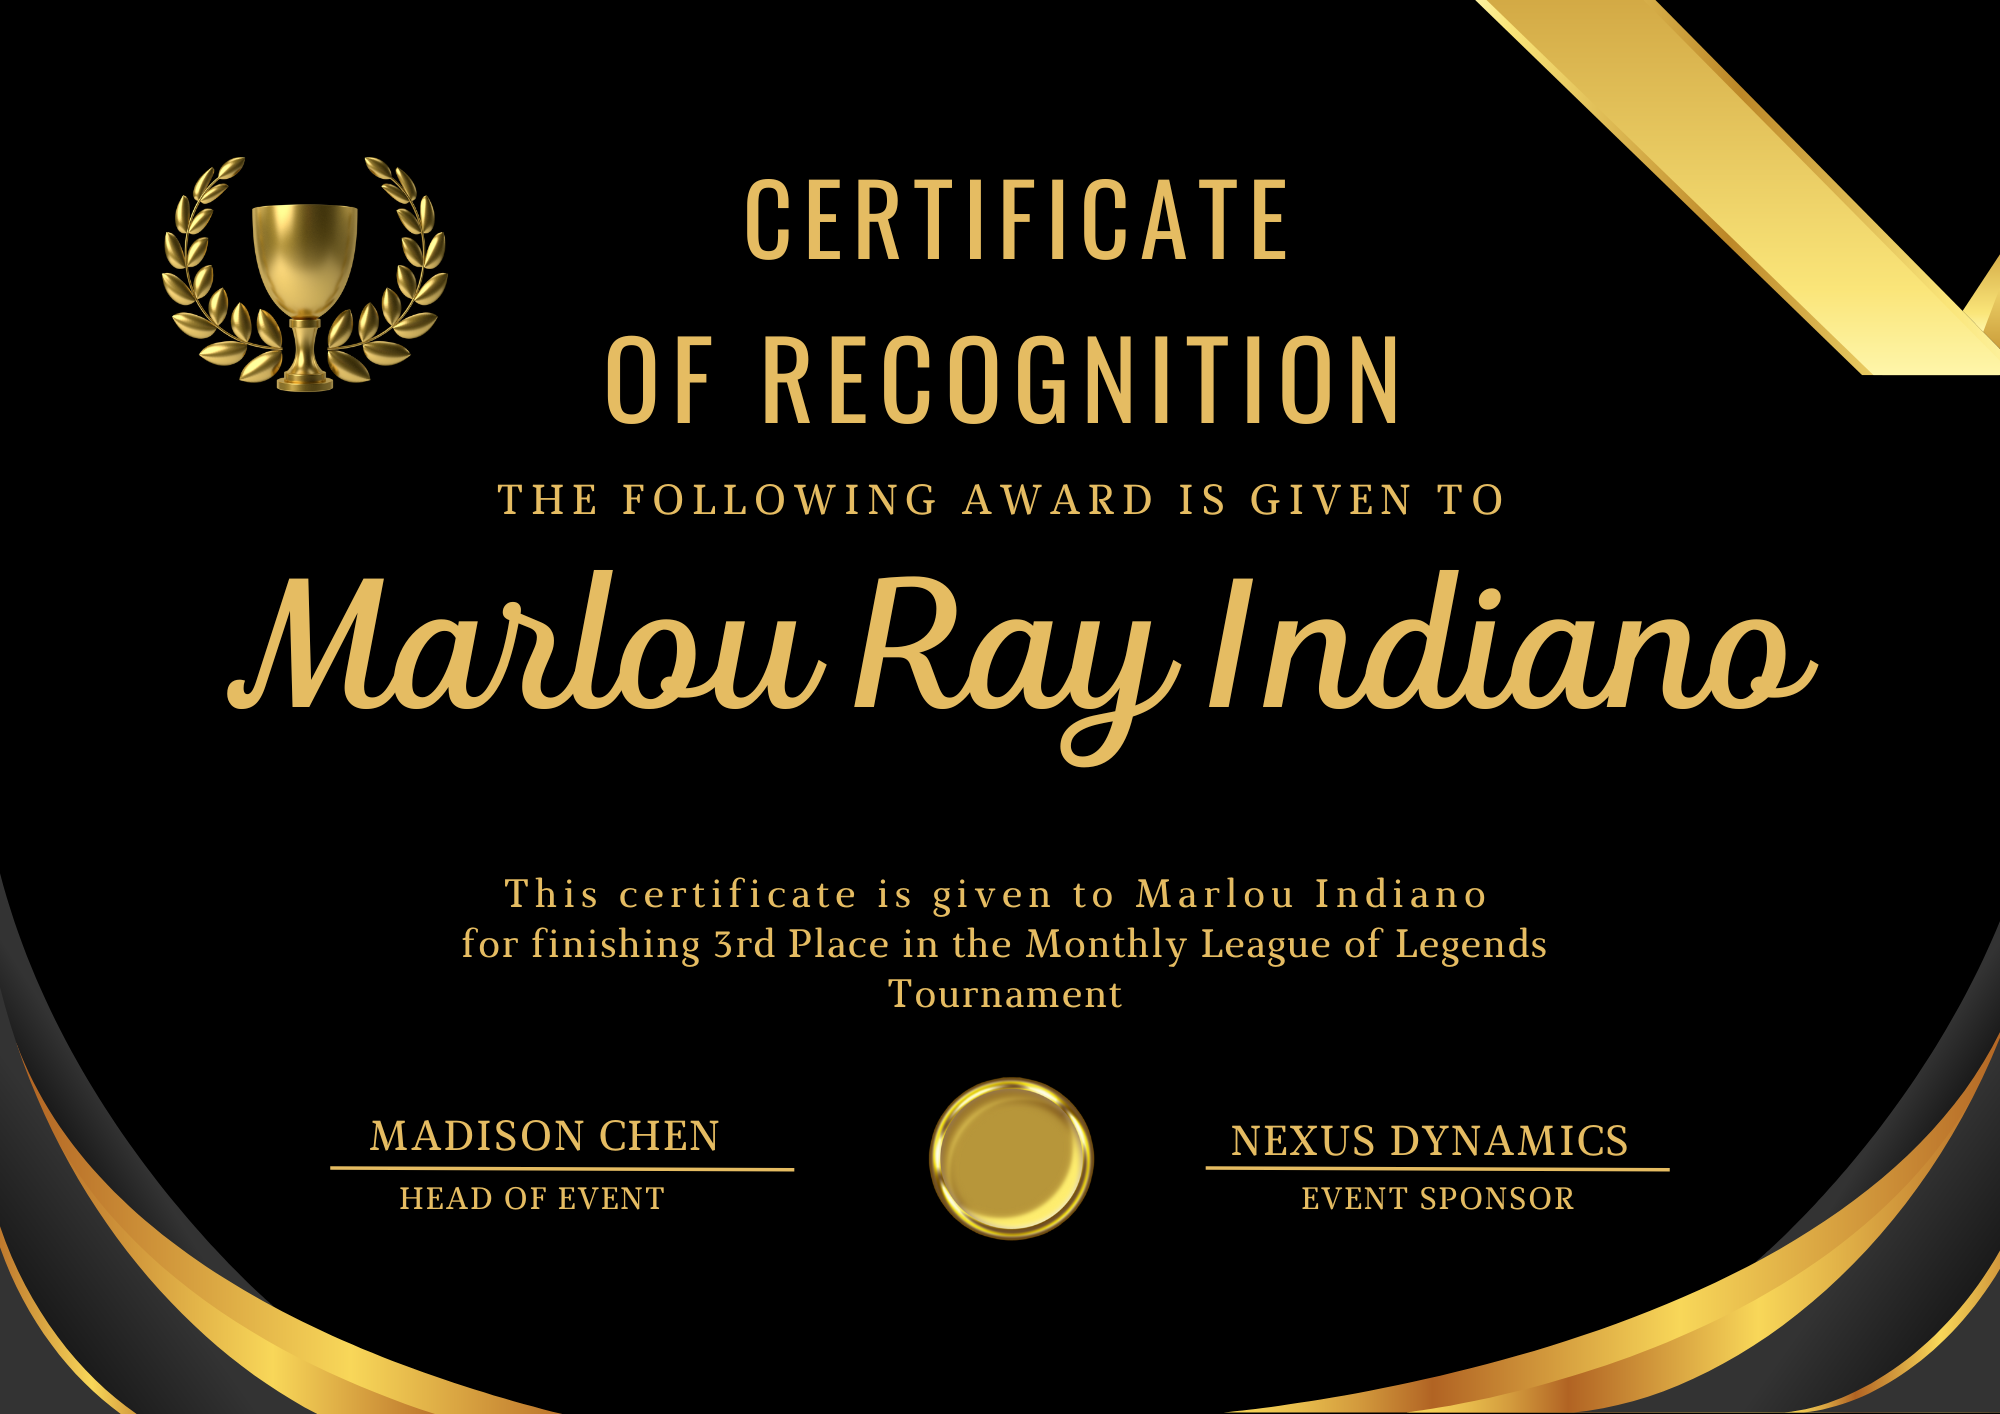 CERTIFICATE
OF RECOGNITION
THE FOLLOWING AWARD IS GIVEN TO
Marlou Ray Indiano
This certificate is given to Marlou Indiano
for finishing 3rd Place in the Monthly League of Legends
Tournament
MADISON CHEN
HEAD OF EVENT
NEXUS DYNAMICS
EVENT SPONSOR